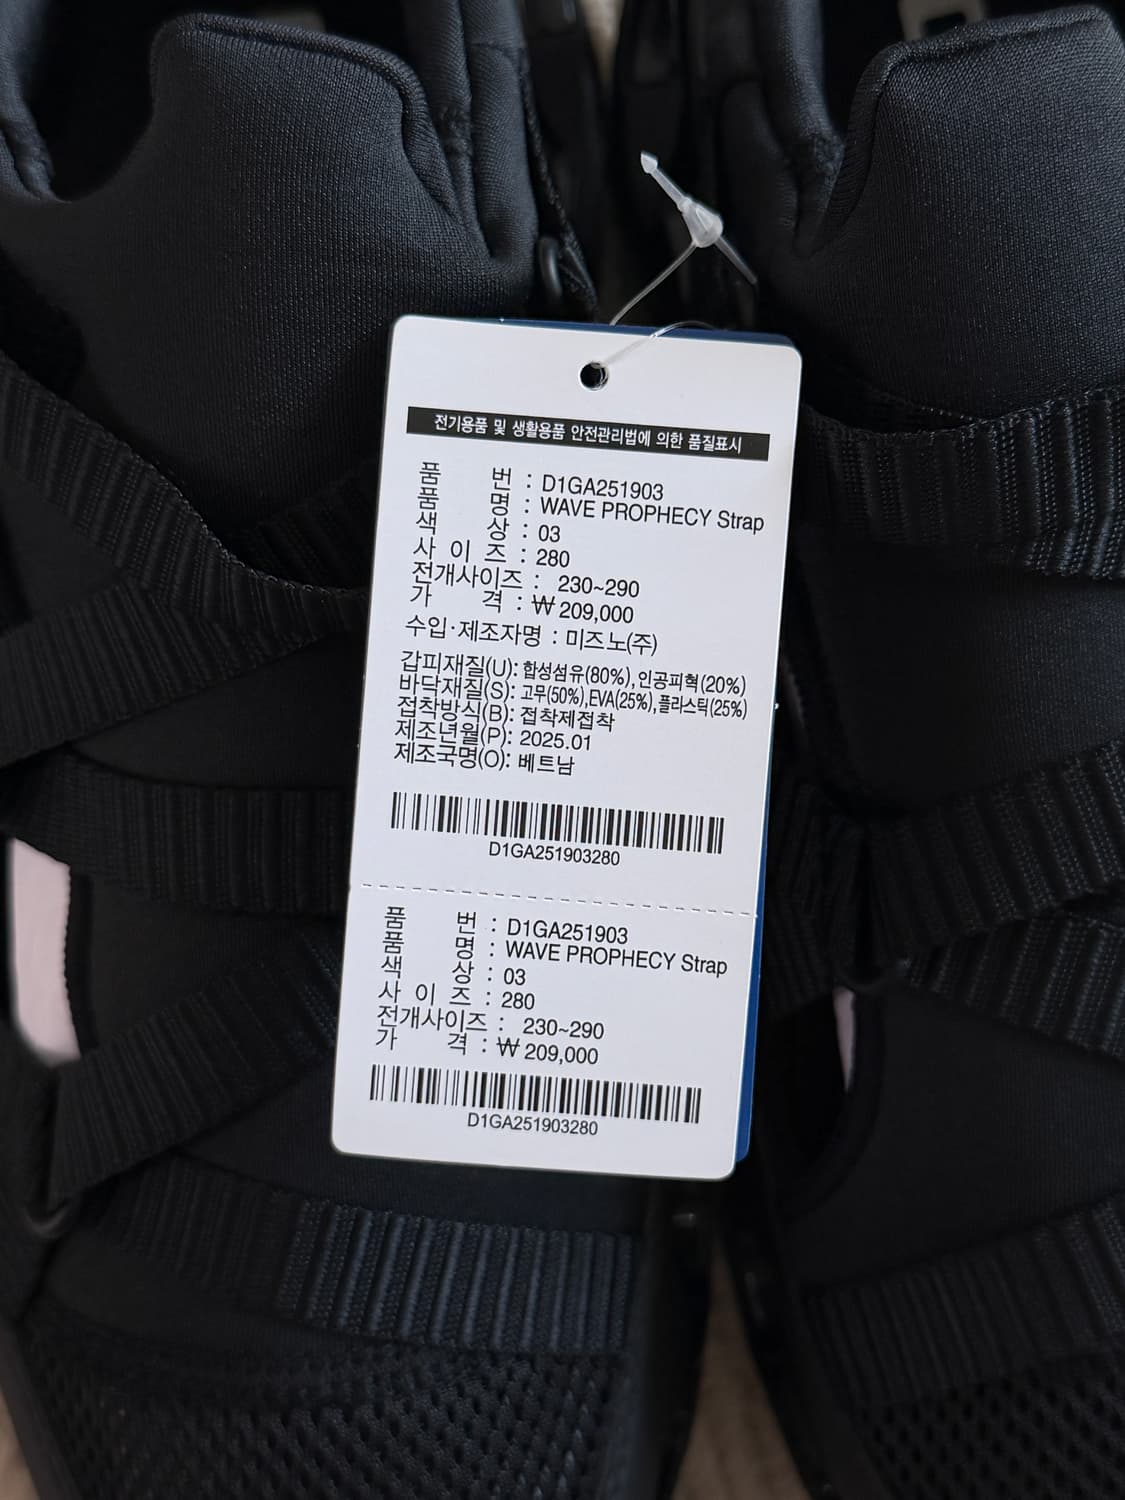 전기용품 및 생활용품 안전관리법에 의한 품질표시
품 번 : D1GA251903
품 명 : WAVE PROPHECY Strap
색 상 : 03
사 이 즈 : 280
전개사이즈 : 230~290
가 격 : ₩ 209,000
수입·제조자명 : 미즈노(주)
갑피재질(U): 합성섬유(80%), 인공피혁(20%)
바닥재질(S): 고무(50%), EVA(25%), 플라스틱(25%)
접착방식(B): 접착제접착
제조년월(P): 2025.01
제조국명(O): 베트남
D1GA251903280
품 번 : D1GA251903
품 명 : WAVE PROPHECY Strap
색 상 : 03
사 이 즈 : 280
전개사이즈 : 230~290
가 격 : ₩ 209,000
D1GA251903280